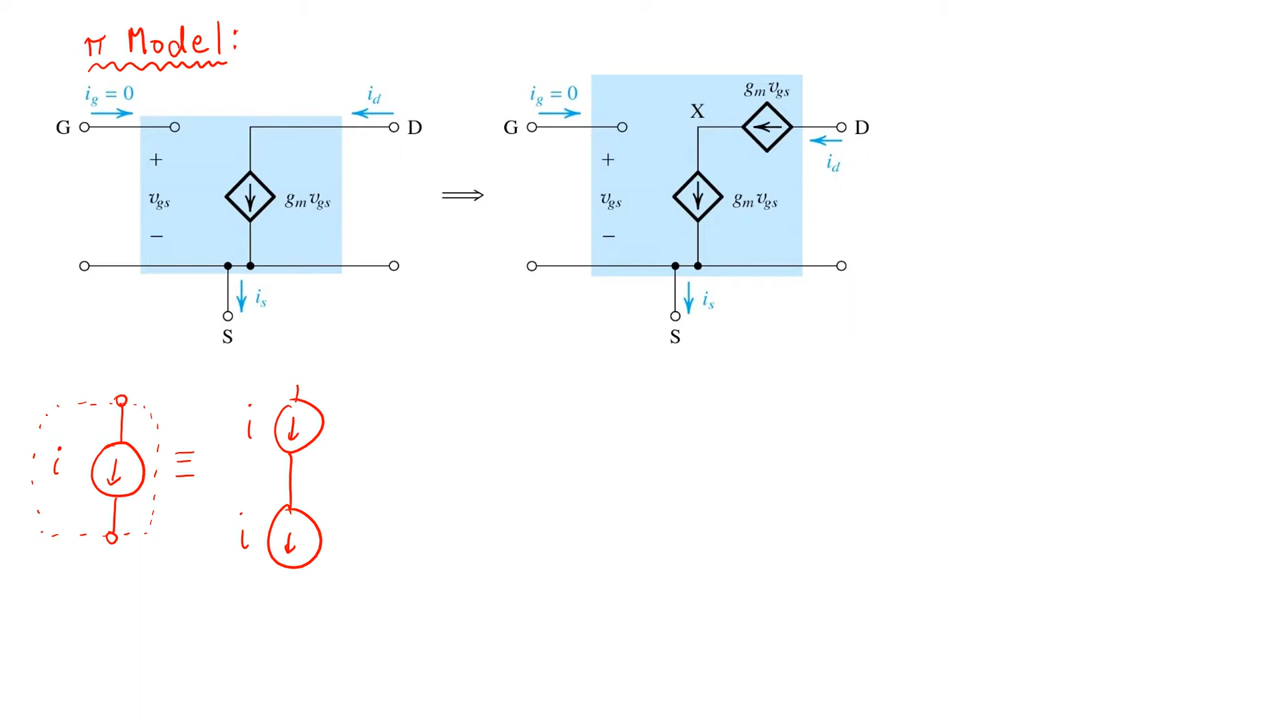 π Model:
i_g = 0
i_d
G
D
+
v_gs
−
g_m v_gs
i_s
S
⟹
i_g = 0
g_m v_gs
X
G
D
i_d
+
v_gs
−
g_m v_gs
i_s
S
i ≡ i
i